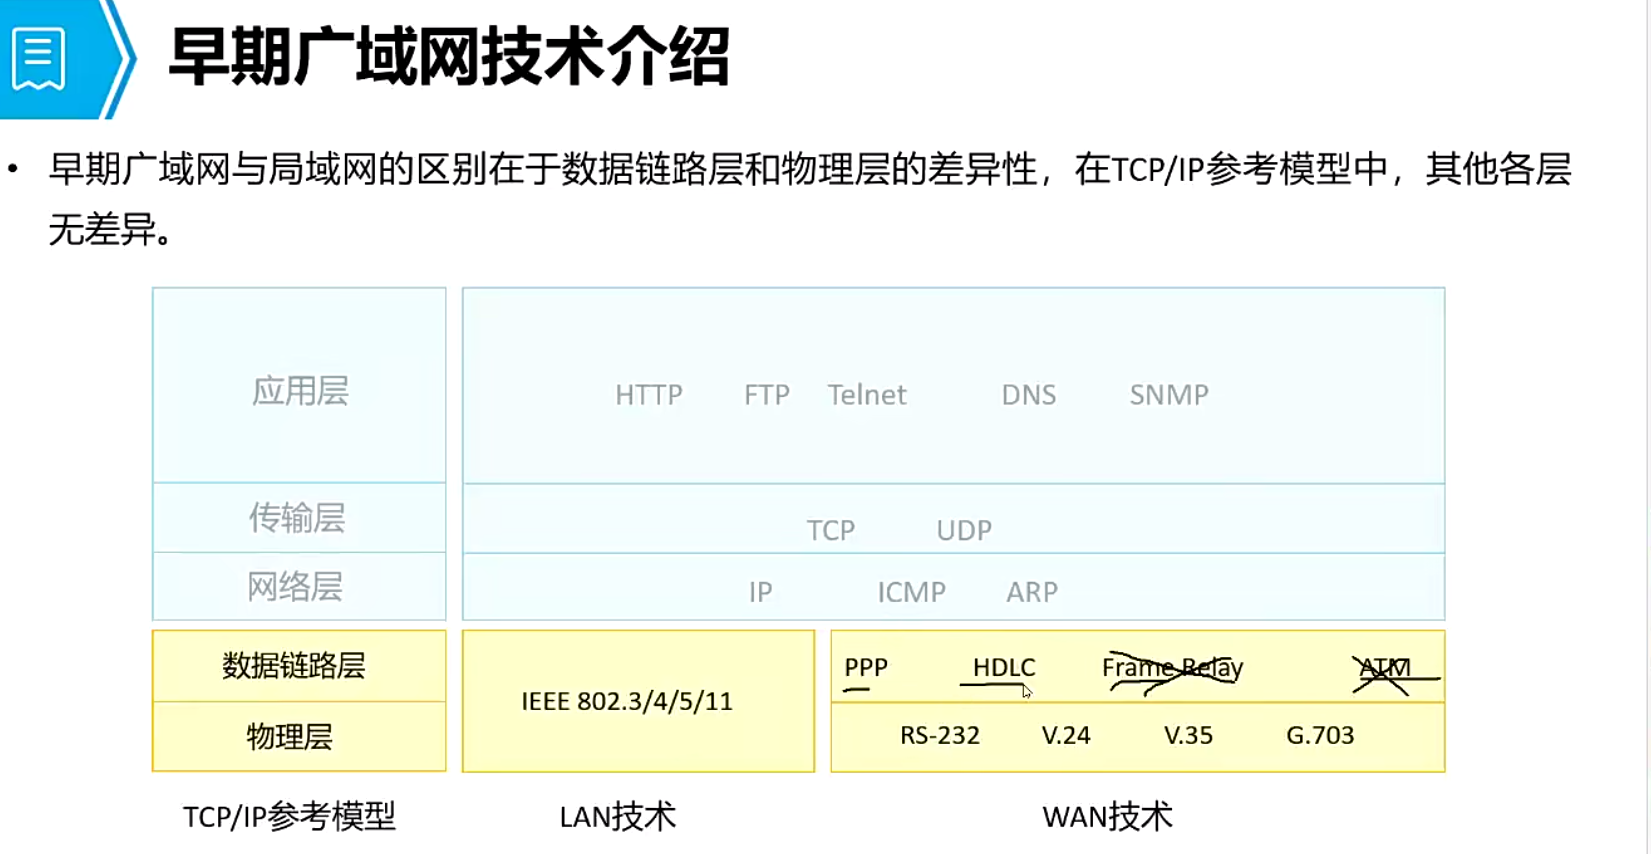 早期广域网技术介绍
• 早期广域网与局域网的区别在于数据链路层和物理层的差异性，在TCP/IP参考模型中，其他各层
无差异。
应用层 HTTP FTP Telnet DNS SNMP
传输层 TCP UDP
网络层 IP ICMP ARP
数据链路层 PPP HDLC Frame Relay ATM
IEEE 802.3/4/5/11
物理层 RS-232 V.24 V.35 G.703
TCP/IP参考模型 LAN技术 WAN技术